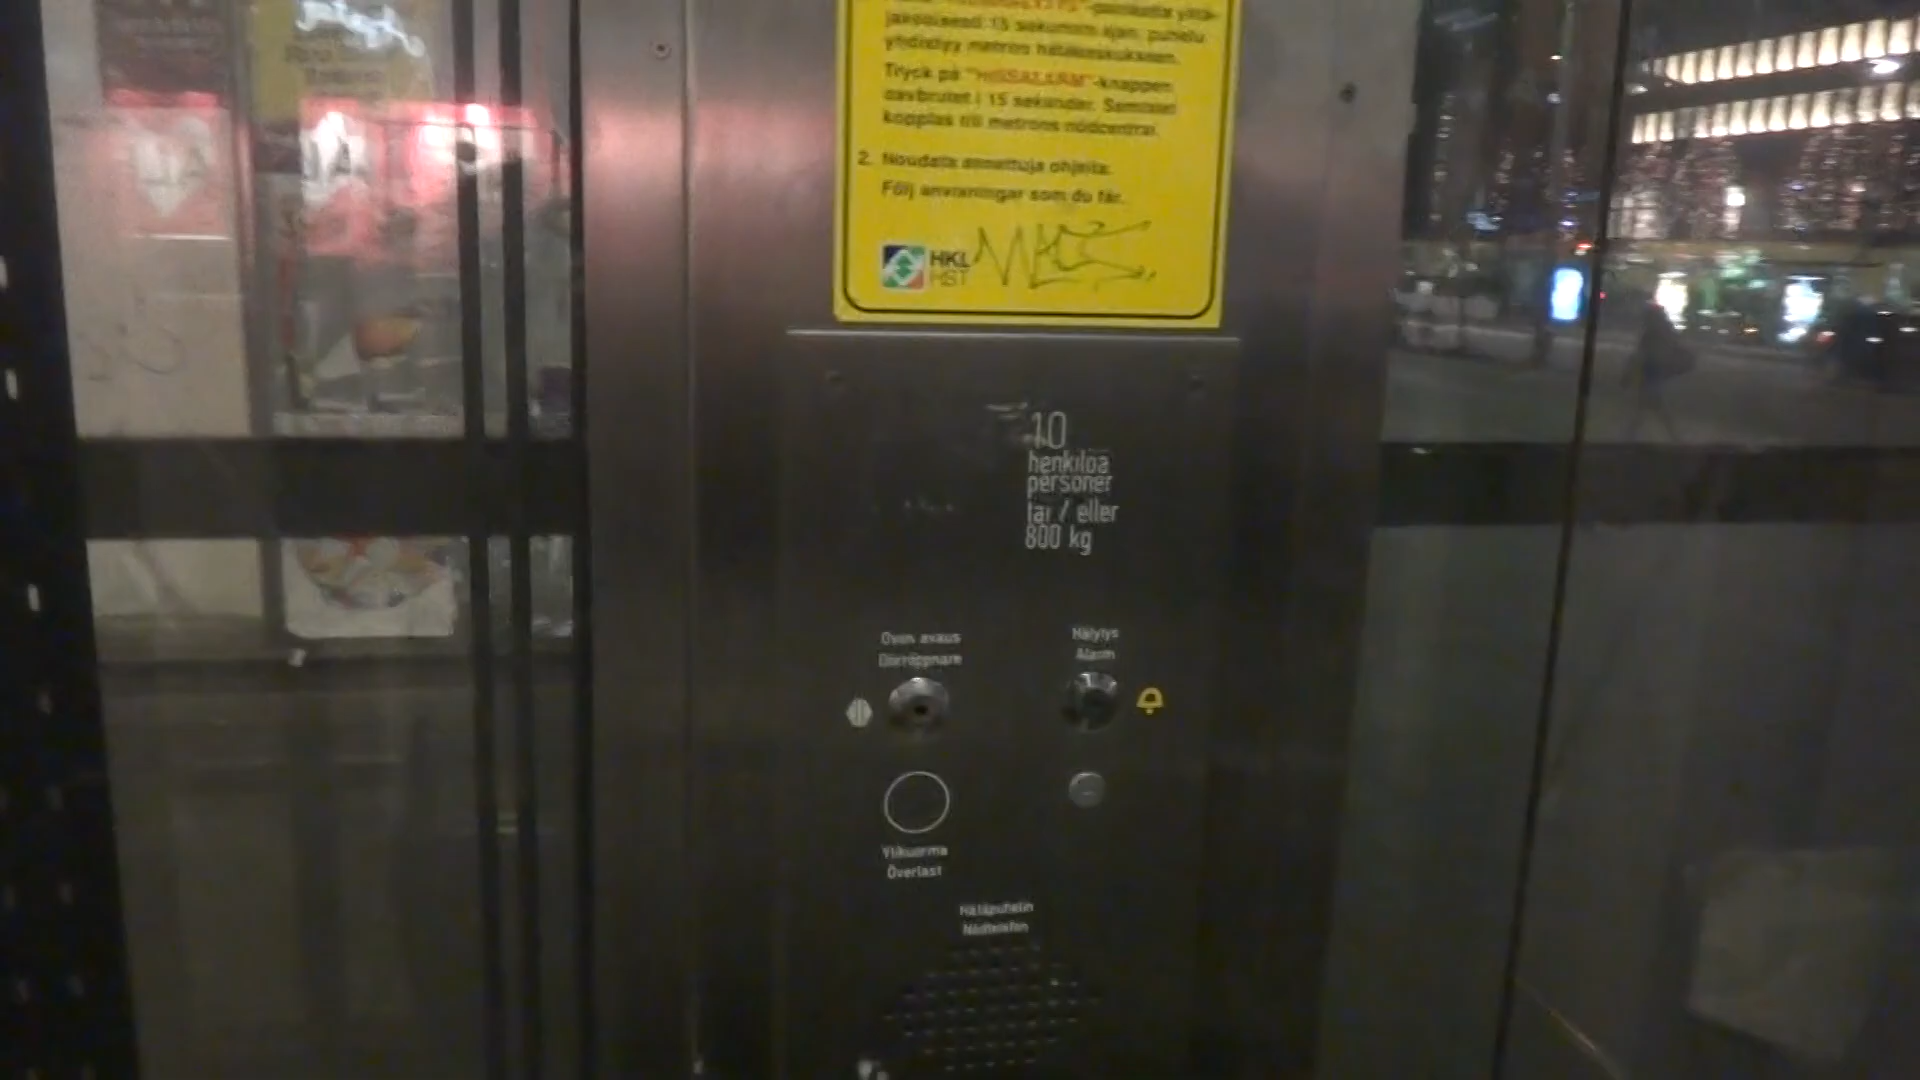 jaksoisesti 15 sekunnin ajan, puhelu
yhdistyy metron hätäkeskukseen.
Tryck på "HISSALARM"-knappen
oavbrutet i 15 sekunder. Samtalet
kopplas till metrons nödcentral.
2. Noudata annettuja ohjeita.
Följ anvisningar som du får.
HKL
HST
10
henkilöä
personer
tai / eller
800 kg
Oven avaus
Dörröppnare
Hälytys
Alarm
Ylikuorma
Överlast
Hätäpuhelin
Nödtelefon